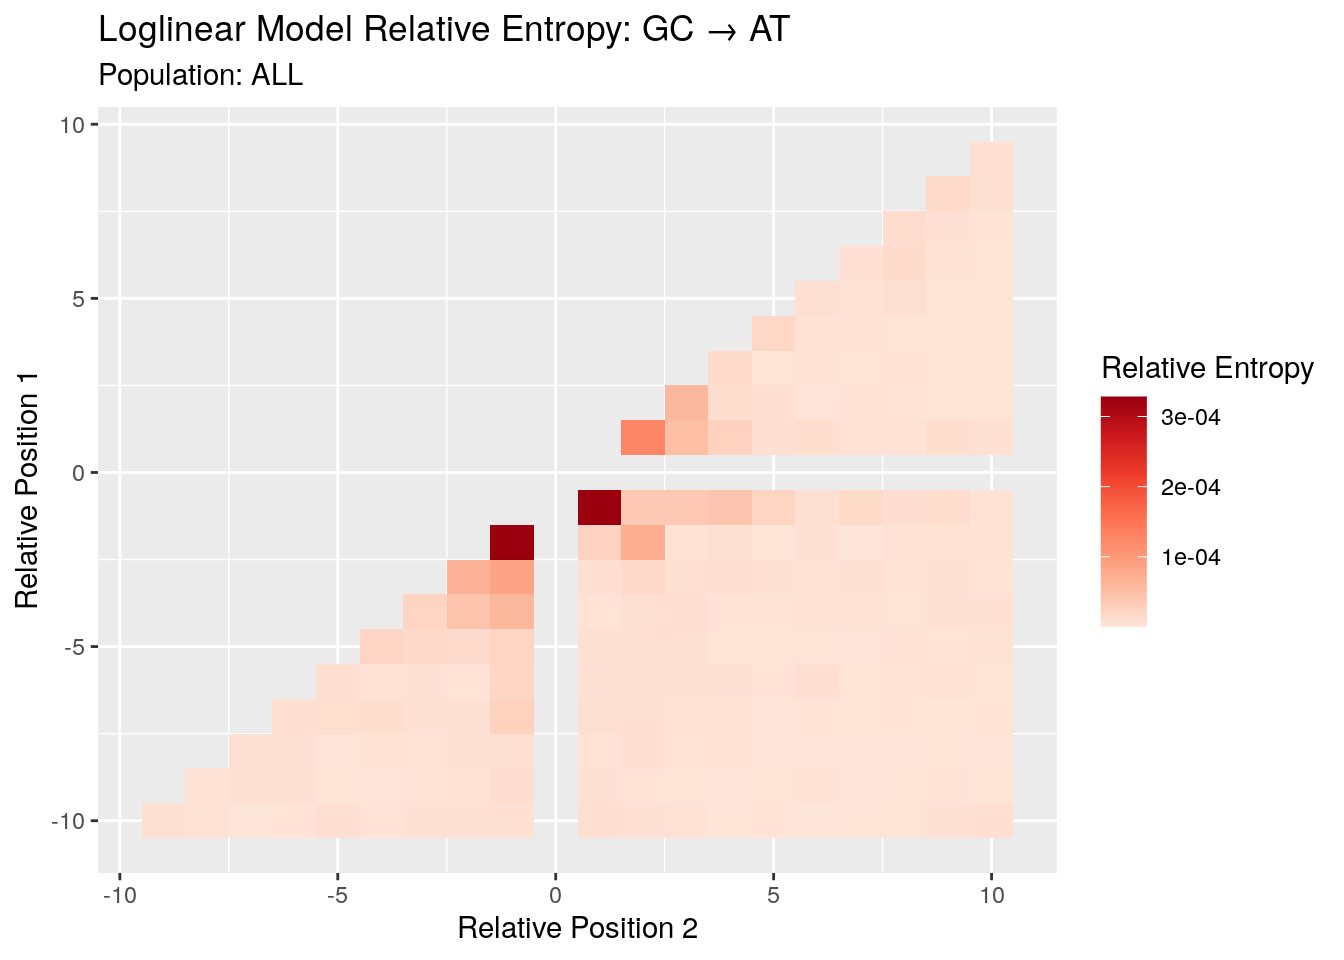 Loglinear Model Relative Entropy: GC → AT
Population: ALL
Relative Position 1
10
5
0
-5
-10
-10
-5
0
5
10
Relative Position 2
Relative Entropy
3e-04
2e-04
1e-04